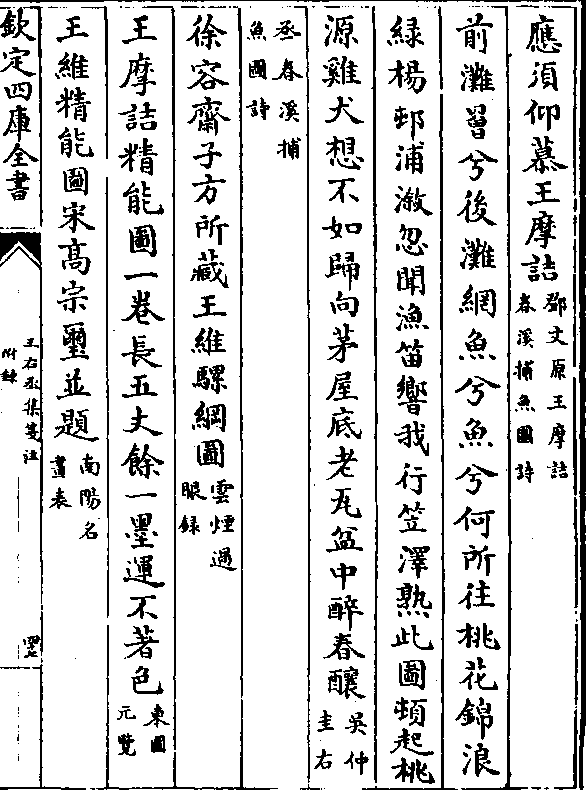 應須仰慕王摩詰鄧文原王摩詰春溪捕魚圖詩
前灘罾兮後灘網魚兮魚兮何所往桃花錦浪
緑楊邨浦溆忽聞漁笛響我行笠澤熟此圖頓起桃
源雞犬想不如歸向茅屋底老瓦盆中醉春釀吳仲圭右
丞春溪捕魚圖詩
徐容齋子方所藏王維騾綱圖雲煙過眼録
王摩詰精能圖一卷長五丈餘一墨運不著色東圖元覽
王維精能圖宋髙宗璽並題南陽名畫表
欽定四庫全書
王右丞集箋注
附録